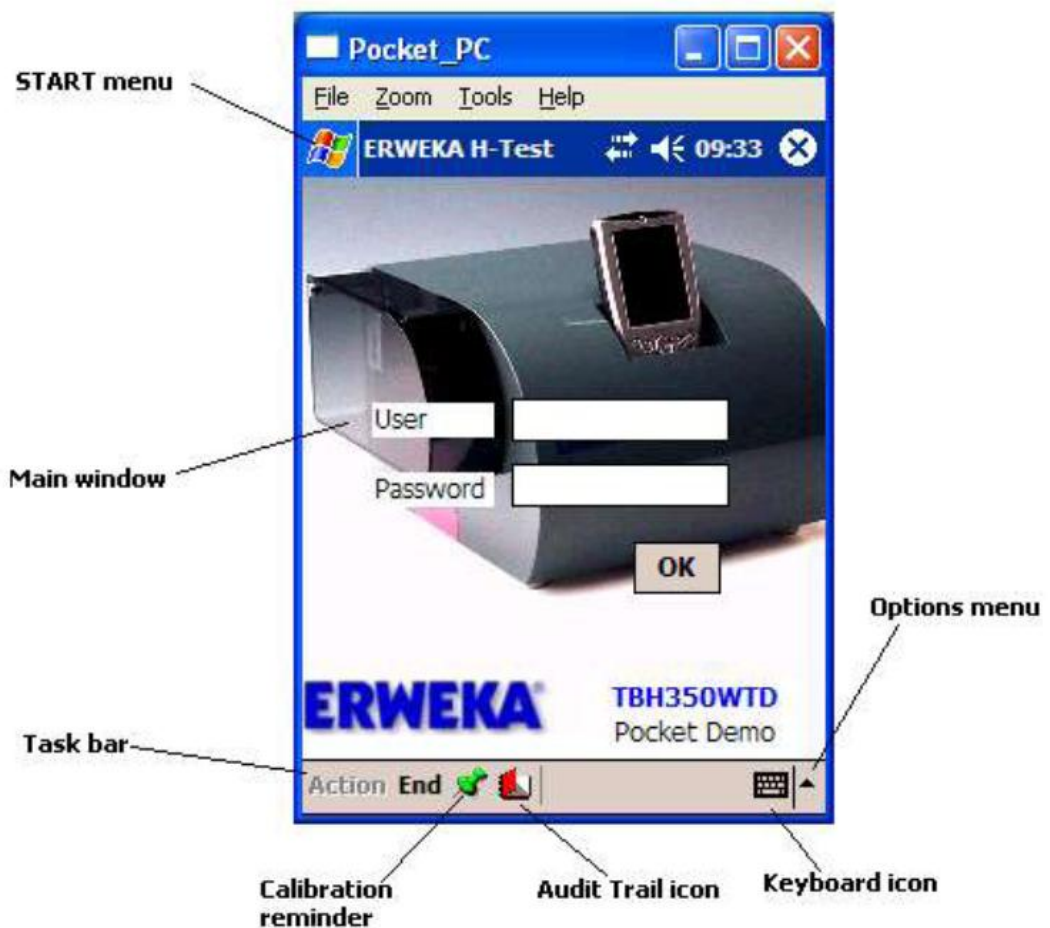 Pocket_PC
START menu
File Zoom Tools Help
ERWEKA H-Test 09:33
User
Main window
Password
OK
Options menu
ERWEKA
TBH350WTD
Pocket Demo
Task bar
Action End
Calibration
reminder
Audit Trail icon
Keyboard icon